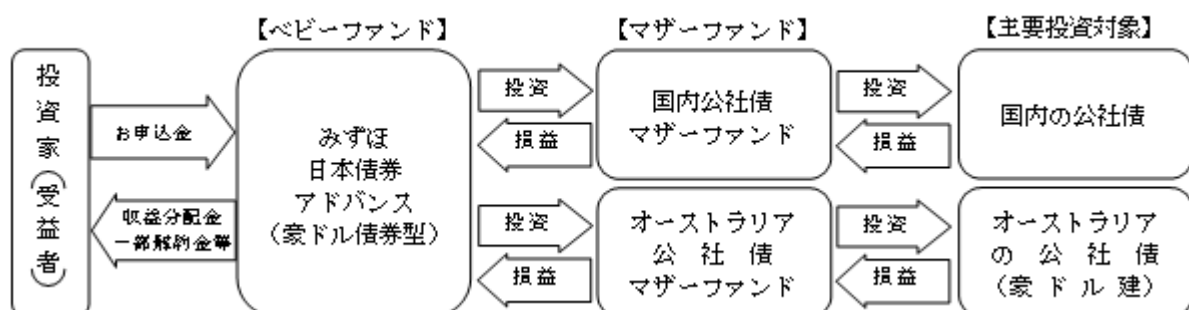 【ベビーファンド】
【マザーファンド】
【主要投資対象】
投資家(受益者)
お申込金
収益分配金
一部解約金等
みずほ
日本債券
アドバンス
(豪ドル債券型)
投資
損益
国内公社債
マザーファンド
投資
損益
国内の公社債
投資
損益
オーストラリア
公社債
マザーファンド
投資
損益
オーストラリア
の公社債
(豪ドル建)